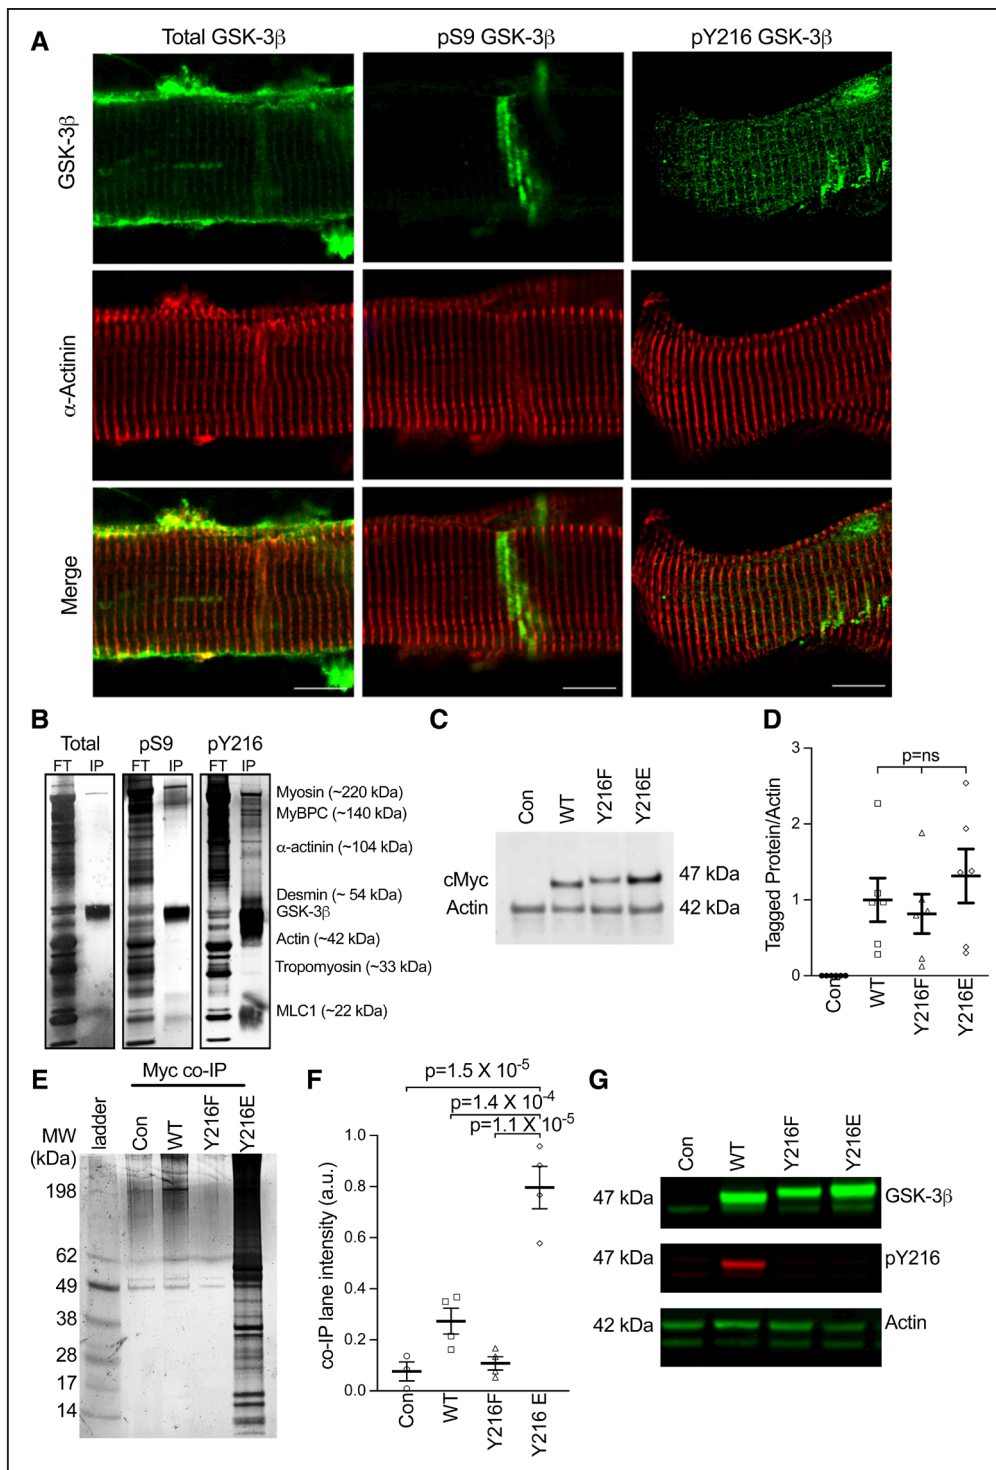 A
Total GSK-3β
pS9 GSK-3β
pY216 GSK-3β
GSK-3β
α-Actinin
Merge
B
Total
pS9
pY216
FT IP FT IP FT IP
Myosin (~220 kDa)
MyBPC (~140 kDa)
α-actinin (~104 kDa)
Desmin (~ 54 kDa)
GSK-3β
Actin (~42 kDa)
Tropomyosin (~33 kDa)
MLC1 (~22 kDa)
C
Con WT Y216F Y216E
cMyc 47 kDa
Actin 42 kDa
D
Tagged Protein/Actin
3
2
1
0
p=ns
Con WT Y216F Y216E
E
Myc co-IP
MW
(kDa)
ladder Con WT Y216F Y216E
198
62
49
38
28
17
14
F
p=1.5 X 10-5
p=1.4 X 10-4
p=1.1 X 10-5
co-IP lane intensity (a.u.)
1.0
0.8
0.6
0.4
0.2
0.0
Con WT Y216F Y216 E
G
Con WT Y216F Y216E
47 kDa GSK-3β
47 kDa pY216
42 kDa Actin